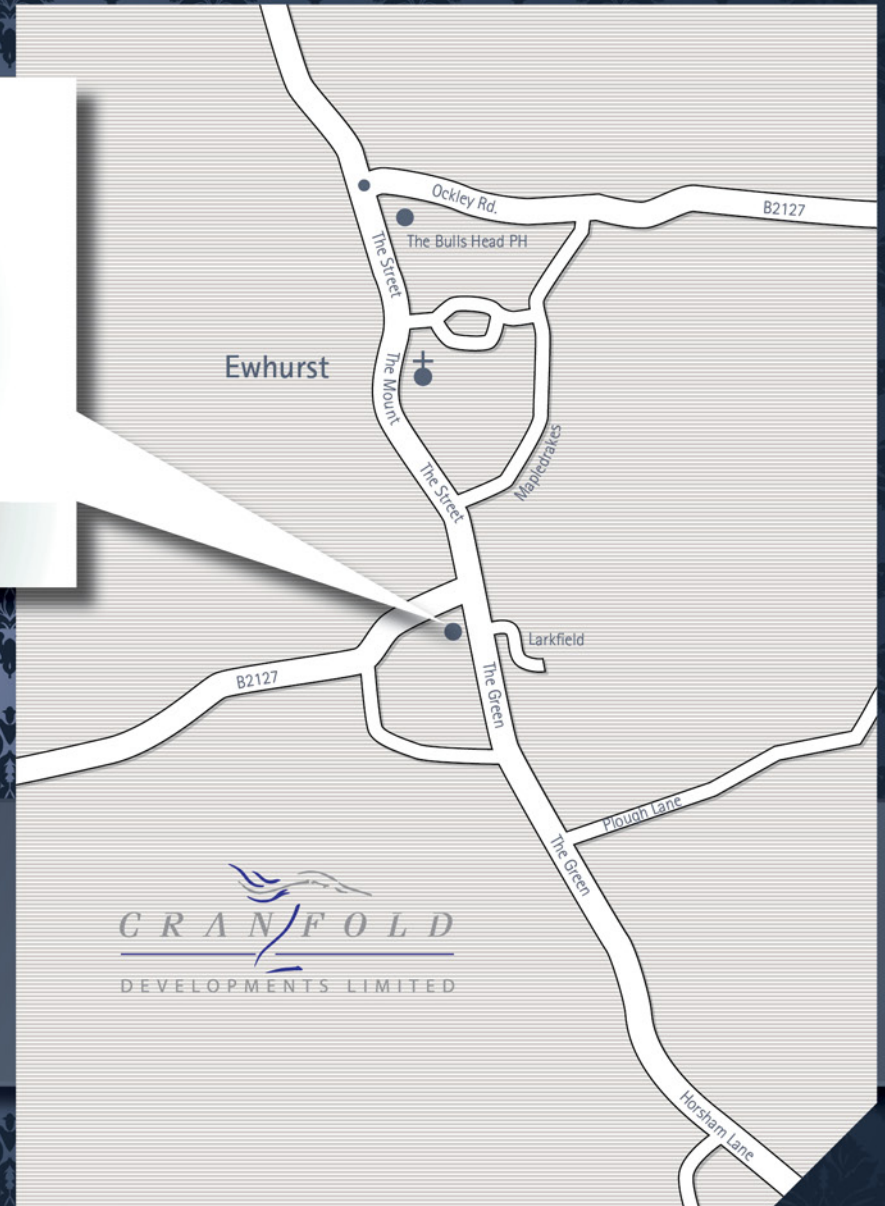 Ockley Rd.
B2127
The Bulls Head PH
The Street
Ewhurst
The Mount
The Street
Mapledrakes
Larkfield
B2127
The Green
Plough Lane
The Green
CRANFOLD
DEVELOPMENTS LIMITED
Horsham Lane